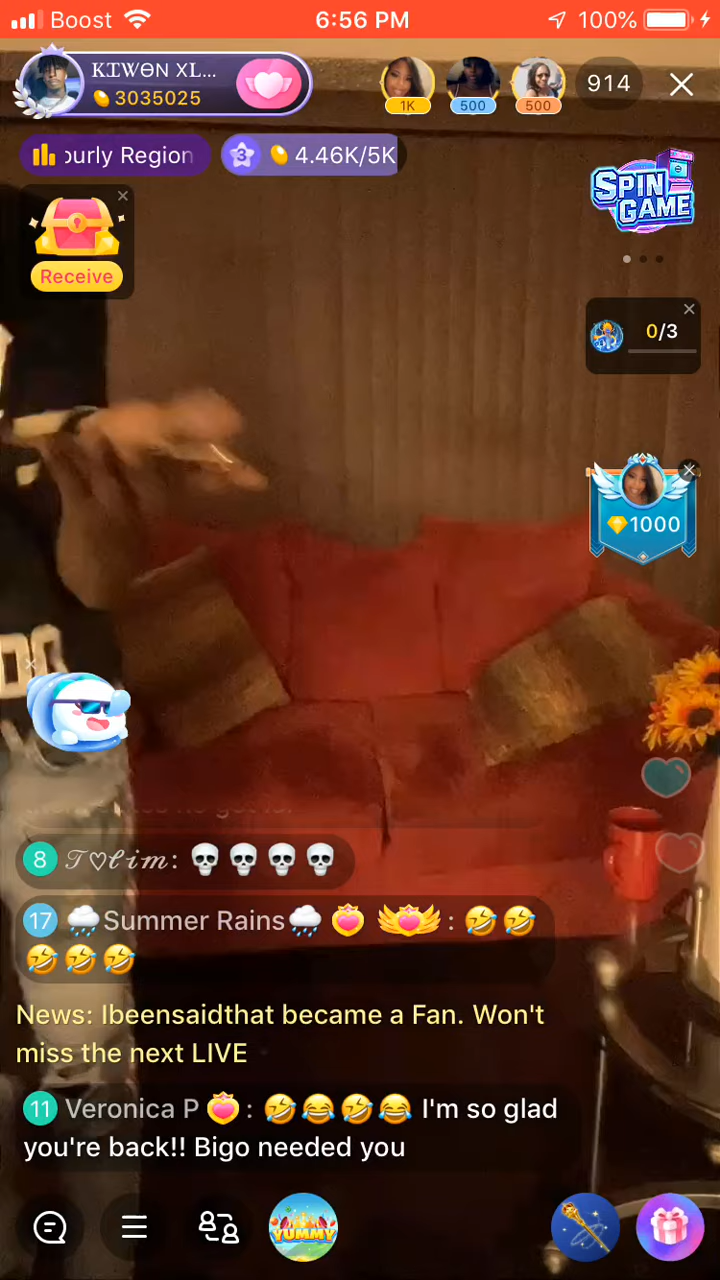 Boost
6:56 PM
100%
ᏦᏆᎳᎾN XL...
3035025
1K
500
500
914
ourly Region
3
4.46K/5K
SPIN
GAME
Receive
0/3
1000
8 𝒯♡𝓁𝒾𝓂: 💀💀💀💀
17 🌧️Summer Rains🌧️ : 🤣🤣
🤣🤣🤣
News: Ibeensaidthat became a Fan. Won't
miss the next LIVE
11 Veronica P : 🤣😂🤣😂 I'm so glad
you're back!! Bigo needed you
YUMMY